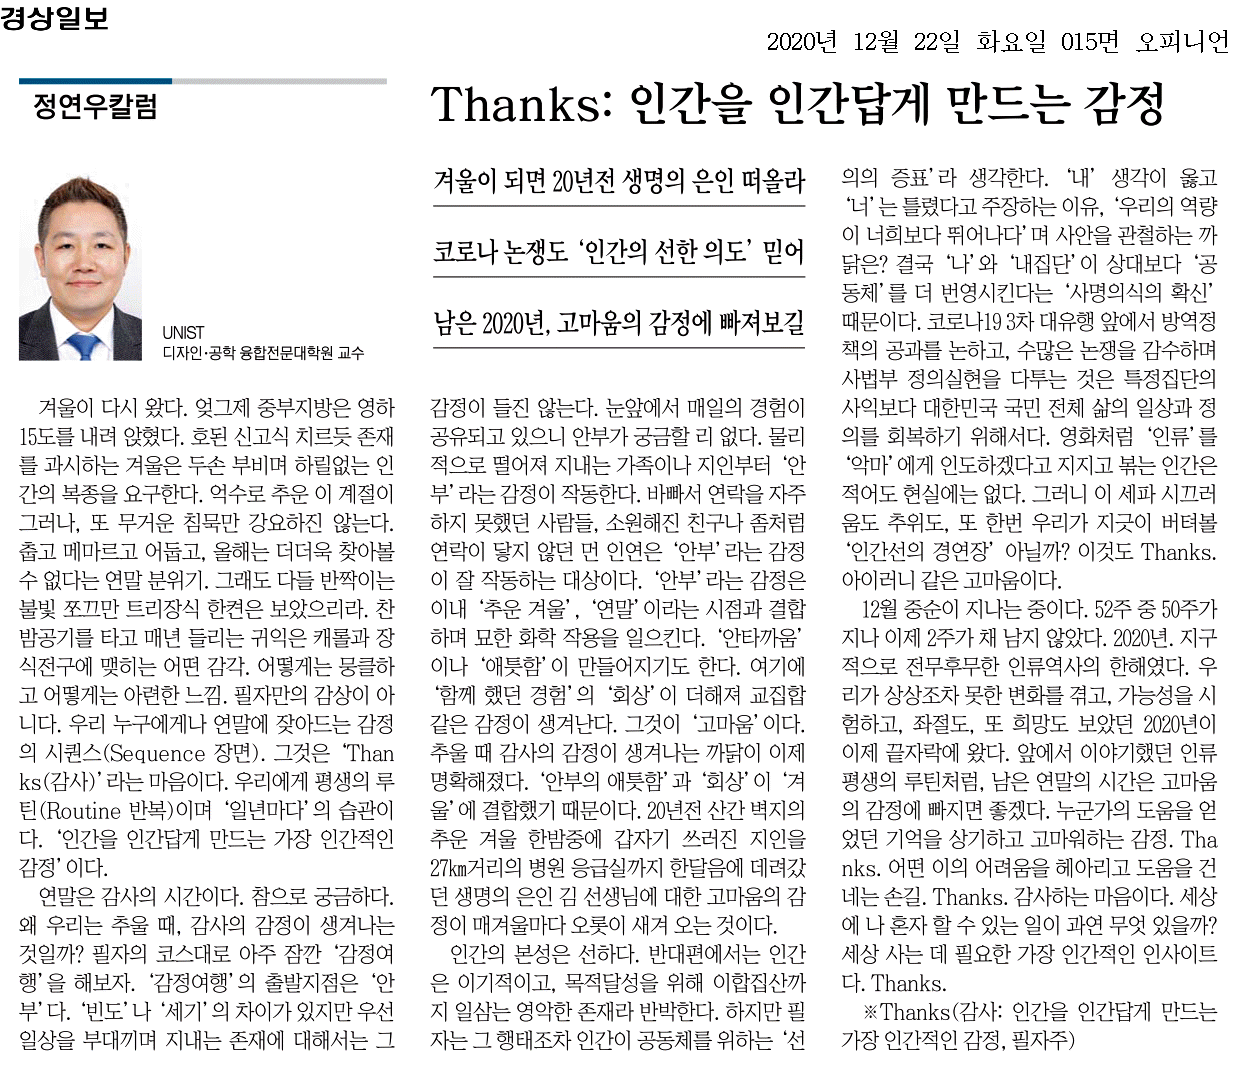 경상일보
2020년 12월 22일 화요일 015면 오피니언
정연우칼럼
Thanks: 인간을 인간답게 만드는 감정
UNIST
디자인·공학 융합전문대학원 교수
겨울이 되면 20년전 생명의 은인 떠올라
코로나 논쟁도 ‘인간의 선한 의도’ 믿어
남은 2020년, 고마움의 감정에 빠져보길
겨울이 다시 왔다. 엊그제 중부지방은 영하
15도를 내려 앉혔다. 호된 신고식 치르듯 존재
를 과시하는 겨울은 두손 부비며 하릴없는 인
간의 복종을 요구한다. 억수로 추운 이 계절이
그러나, 또 무거운 침묵만 강요하진 않는다.
춥고 메마르고 어둡고, 올해는 더더욱 찾아볼
수 없다는 연말 분위기. 그래도 다들 반짝이는
불빛 쪼끄만 트리장식 한켠은 보았으리라. 찬
밤공기를 타고 매년 들리는 귀익은 캐롤과 장
식전구에 맺히는 어떤 감각. 어떻게는 뭉클하
고 어떻게는 아련한 느낌. 필자만의 감상이 아
니다. 우리 누구에게나 연말에 잦아드는 감정
의 시퀀스(Sequence 장면). 그것은 ‘Than
ks(감사)’라는 마음이다. 우리에게 평생의 루
틴(Routine 반복)이며 ‘일년마다’의 습관이
다. ‘인간을 인간답게 만드는 가장 인간적인
감정’이다.
연말은 감사의 시간이다. 참으로 궁금하다.
왜 우리는 추울 때, 감사의 감정이 생겨나는
것일까? 필자의 코스대로 아주 잠깐 ‘감정여
행’을 해보자. ‘감정여행’의 출발지점은 ‘안
부’다. ‘빈도’나 ‘세기’의 차이가 있지만 우선
일상을 부대끼며 지내는 존재에 대해서는 그
감정이 들진 않는다. 눈앞에서 매일의 경험이
공유되고 있으니 안부가 궁금할 리 없다. 물리
적으로 떨어져 지내는 가족이나 지인부터 ‘안
부’라는 감정이 작동한다. 바빠서 연락을 자주
하지 못했던 사람들, 소원해진 친구나 좀처럼
연락이 닿지 않던 먼 인연은 ‘안부’라는 감정
이 잘 작동하는 대상이다. ‘안부’라는 감정은
이내 ‘추운 겨울’, ‘연말’이라는 시점과 결합
하며 묘한 화학 작용을 일으킨다. ‘안타까움’
이나 ‘애틋함’이 만들어지기도 한다. 여기에
‘함께 했던 경험’의 ‘회상’이 더해져 교집합
같은 감정이 생겨난다. 그것이 ‘고마움’이다.
추울 때 감사의 감정이 생겨나는 까닭이 이제
명확해졌다. ‘안부의 애틋함’과 ‘회상’이 ‘겨
울’에 결합했기 때문이다. 20년전 산간 벽지의
추운 겨울 한밤중에 갑자기 쓰러진 지인을
27㎞거리의 병원 응급실까지 한달음에 데려갔
던 생명의 은인 김 선생님에 대한 고마움의 감
정이 매겨울마다 오롯이 새겨 오는 것이다.
인간의 본성은 선하다. 반대편에서는 인간
은 이기적이고, 목적달성을 위해 이합집산까
지 일삼는 영악한 존재라 반박한다. 하지만 필
자는 그 행태조차 인간이 공동체를 위하는 ‘선
의의 증표’라 생각한다. ‘내’ 생각이 옳고
‘너’는 틀렸다고 주장하는 이유, ‘우리의 역량
이 너희보다 뛰어나다’며 사안을 관철하는 까
닭은? 결국 ‘나’와 ‘내집단’이 상대보다 ‘공
동체’를 더 번영시킨다는 ‘사명의식의 확신’
때문이다. 코로나19 3차 대유행 앞에서 방역정
책의 공과를 논하고, 수많은 논쟁을 감수하며
사법부 정의실현을 다투는 것은 특정집단의
사익보다 대한민국 국민 전체 삶의 일상과 정
의를 회복하기 위해서다. 영화처럼 ‘인류’를
‘악마’에게 인도하겠다고 지지고 볶는 인간은
적어도 현실에는 없다. 그러니 이 세파 시끄러
움도 추위도, 또 한번 우리가 지긋이 버텨볼
‘인간선의 경연장’ 아닐까? 이것도 Thanks.
아이러니 같은 고마움이다.
12월 중순이 지나는 중이다. 52주 중 50주가
지나 이제 2주가 채 남지 않았다. 2020년. 지구
적으로 전무후무한 인류역사의 한해였다. 우
리가 상상조차 못한 변화를 겪고, 가능성을 시
험하고, 좌절도, 또 희망도 보았던 2020년이
이제 끝자락에 왔다. 앞에서 이야기했던 인류
평생의 루틴처럼, 남은 연말의 시간은 고마움
의 감정에 빠지면 좋겠다. 누군가의 도움을 얻
었던 기억을 상기하고 고마워하는 감정. Tha
nks. 어떤 이의 어려움을 헤아리고 도움을 건
네는 손길. Thanks. 감사하는 마음이다. 세상
에 나 혼자 할 수 있는 일이 과연 무엇 있을까?
세상 사는 데 필요한 가장 인간적인 인사이트
다. Thanks.
※Thanks(감사: 인간을 인간답게 만드는
가장 인간적인 감정, 필자주)